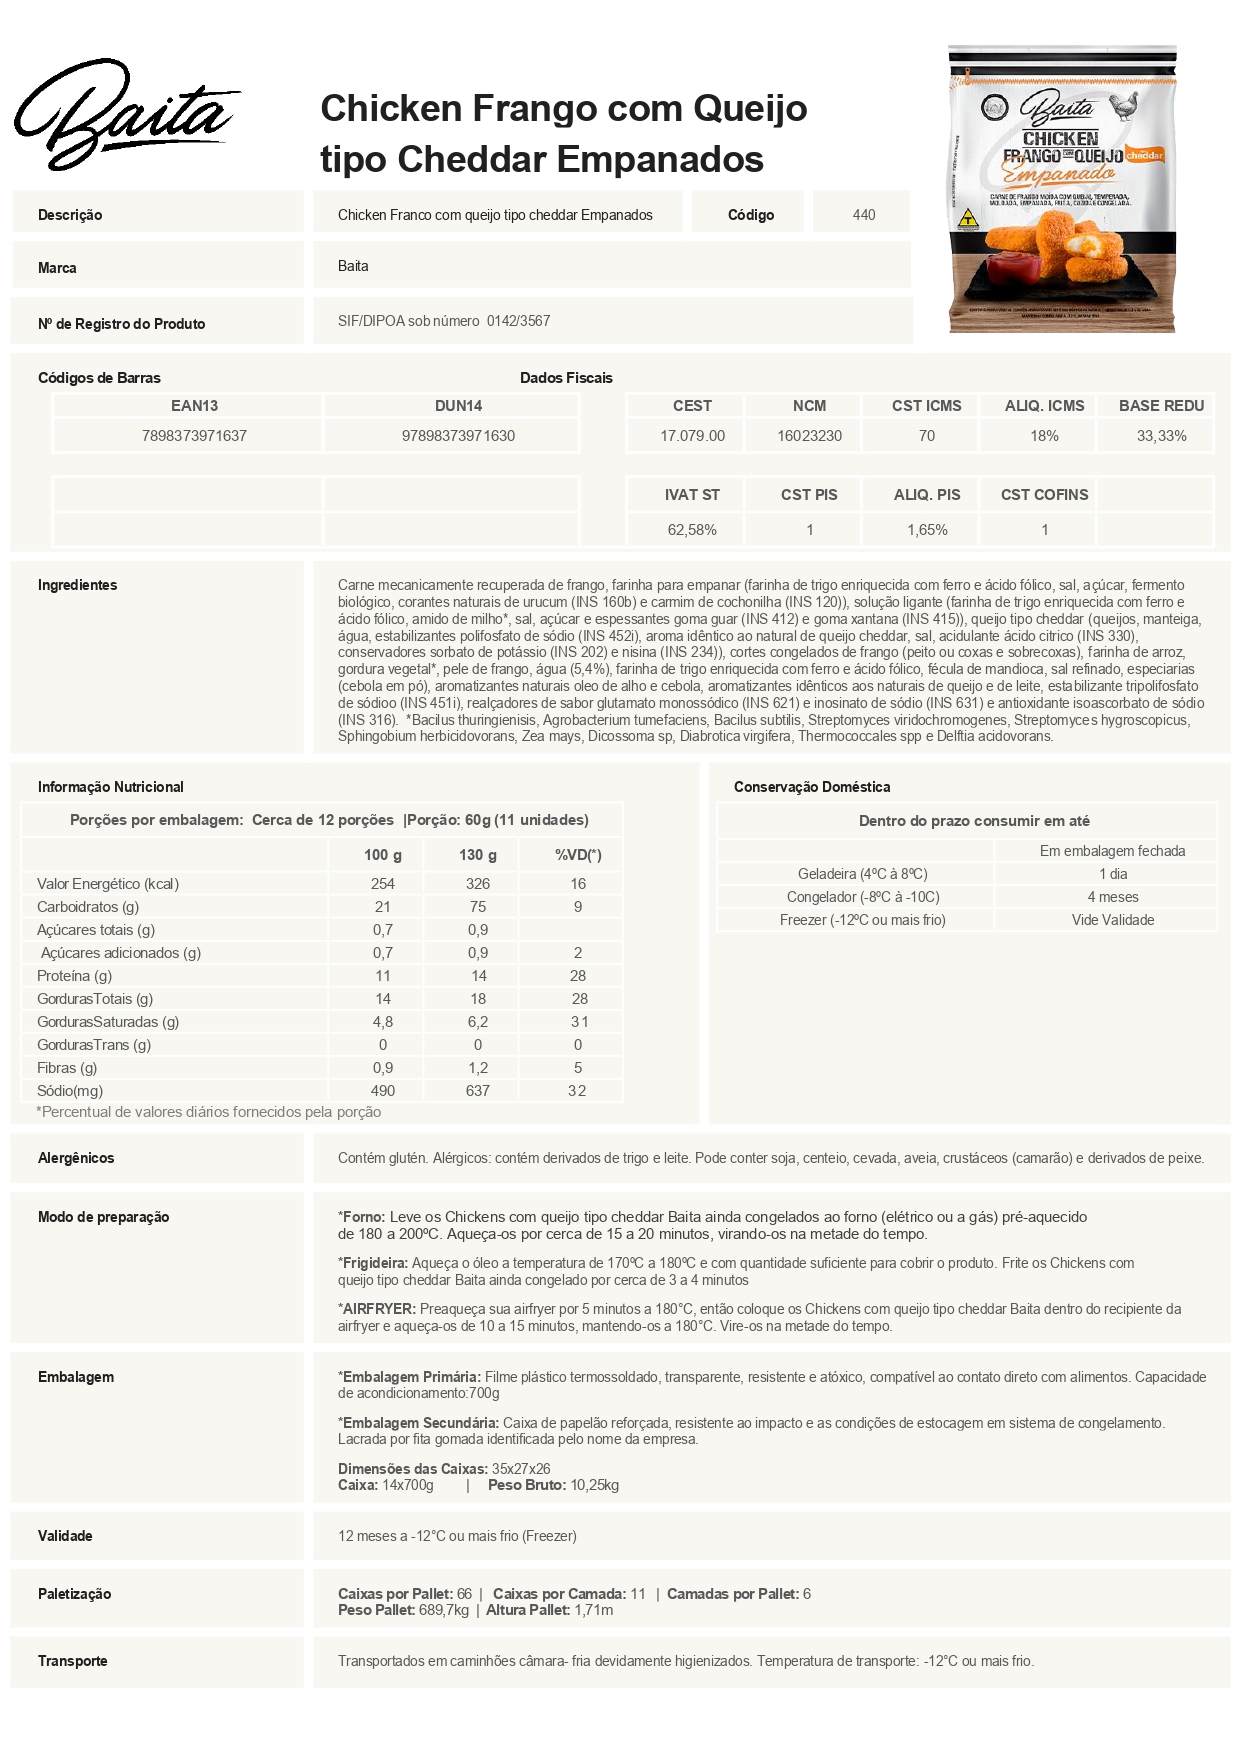 Baita
Chicken Frango com Queijo
tipo Cheddar Empanados
Baita
CHICKEN
FRANGO COM QUEIJO cheddar
Empanado
CARNE DE FRANGO MOÍDA COM QUEIJO, TEMPERADA,
MOLDADA, EMPANADA, FRITA, COZIDA E CONGELADA.
T
Descrição Chicken Franco com queijo tipo cheddar Empanados Código 440
Marca Baita
Nº de Registro do Produto SIF/DIPOA sob número 0142/3567
Códigos de Barras Dados Fiscais
EAN13 DUN14 CEST NCM CST ICMS ALIQ. ICMS BASE REDU
7898373971637 97898373971630 17.079.00 16023230 70 18% 33,33%
IVAT ST CST PIS ALIQ. PIS CST COFINS
62,58% 1 1,65% 1
Ingredientes
Carne mecanicamente recuperada de frango, farinha para empanar (farinha de trigo enriquecida com ferro e ácido fólico, sal, açúcar, fermento
biológico, corantes naturais de urucum (INS 160b) e carmim de cochonilha (INS 120)), solução ligante (farinha de trigo enriquecida com ferro e
ácido fólico, amido de milho*, sal, açúcar e espessantes goma guar (INS 412) e goma xantana (INS 415)), queijo tipo cheddar (queijos, manteiga,
água, estabilizantes polifosfato de sódio (INS 452i), aroma idêntico ao natural de queijo cheddar, sal, acidulante ácido citrico (INS 330),
conservadores sorbato de potássio (INS 202) e nisina (INS 234)), cortes congelados de frango (peito ou coxas e sobrecoxas), farinha de arroz,
gordura vegetal*, pele de frango, água (5,4%), farinha de trigo enriquecida com ferro e ácido fólico, fécula de mandioca, sal refinado, especiarias
(cebola em pó), aromatizantes naturais oleo de alho e cebola, aromatizantes idênticos aos naturais de queijo e de leite, estabilizante tripolifosfato
de sódioo (INS 451i), realçadores de sabor glutamato monossódico (INS 621) e inosinato de sódio (INS 631) e antioxidante isoascorbato de sódio
(INS 316). *Bacilus thuringienisis, Agrobacterium tumefaciens, Bacilus subtilis, Streptomyces viridochromogenes, Streptomyces hygroscopicus,
Sphingobium herbicidovorans, Zea mays, Dicossoma sp, Diabrotica virgifera, Thermococcales spp e Delftia acidovorans.
Informação Nutricional
Porções por embalagem: Cerca de 12 porções |Porção: 60g (11 unidades)
100 g 130 g %VD(*)
Valor Energético (kcal) 254 326 16
Carboidratos (g) 21 75 9
Açúcares totais (g) 0,7 0,9
Açúcares adicionados (g) 0,7 0,9 2
Proteína (g) 11 14 28
GordurasTotais (g) 14 18 28
GordurasSaturadas (g) 4,8 6,2 31
GordurasTrans (g) 0 0 0
Fibras (g) 0,9 1,2 5
Sódio(mg) 490 637 32
*Percentual de valores diários fornecidos pela porção
Conservação Doméstica
Dentro do prazo consumir em até
Em embalagem fechada
Geladeira (4ºC à 8ºC) 1 dia
Congelador (-8ºC à -10C) 4 meses
Freezer (-12ºC ou mais frio) Vide Validade
Alergênicos Contém glutén. Alérgicos: contém derivados de trigo e leite. Pode conter soja, centeio, cevada, aveia, crustáceos (camarão) e derivados de peixe.
Modo de preparação
*Forno: Leve os Chickens com queijo tipo cheddar Baita ainda congelados ao forno (elétrico ou a gás) pré-aquecido
de 180 a 200ºC. Aqueça-os por cerca de 15 a 20 minutos, virando-os na metade do tempo.
*Frigideira: Aqueça o óleo a temperatura de 170ºC a 180ºC e com quantidade suficiente para cobrir o produto. Frite os Chickens com
queijo tipo cheddar Baita ainda congelado por cerca de 3 a 4 minutos
*AIRFRYER: Preaqueça sua airfryer por 5 minutos a 180°C, então coloque os Chickens com queijo tipo cheddar Baita dentro do recipiente da
airfryer e aqueça-os de 10 a 15 minutos, mantendo-os a 180°C. Vire-os na metade do tempo.
Embalagem
*Embalagem Primária: Filme plástico termossoldado, transparente, resistente e atóxico, compatível ao contato direto com alimentos. Capacidade
de acondicionamento:700g
*Embalagem Secundária: Caixa de papelão reforçada, resistente ao impacto e as condições de estocagem em sistema de congelamento.
Lacrada por fita gomada identificada pelo nome da empresa.
Dimensões das Caixas: 35x27x26
Caixa: 14x700g | Peso Bruto: 10,25kg
Validade 12 meses a -12°C ou mais frio (Freezer)
Paletização
Caixas por Pallet: 66 | Caixas por Camada: 11 | Camadas por Pallet: 6
Peso Pallet: 689,7kg | Altura Pallet: 1,71m
Transporte Transportados em caminhões câmara- fria devidamente higienizados. Temperatura de transporte: -12°C ou mais frio.